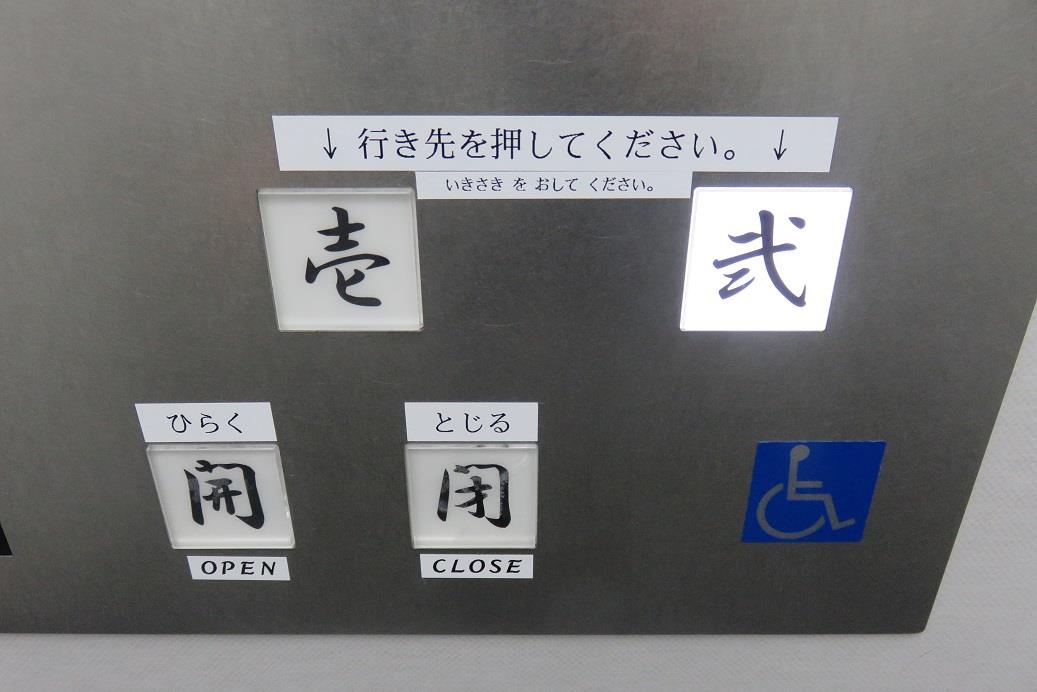 ↓ 行き先を押してください。 ↓
いきさき を おして ください。
壱
弐
ひらく
とじる
開
閉
OPEN
CLOSE